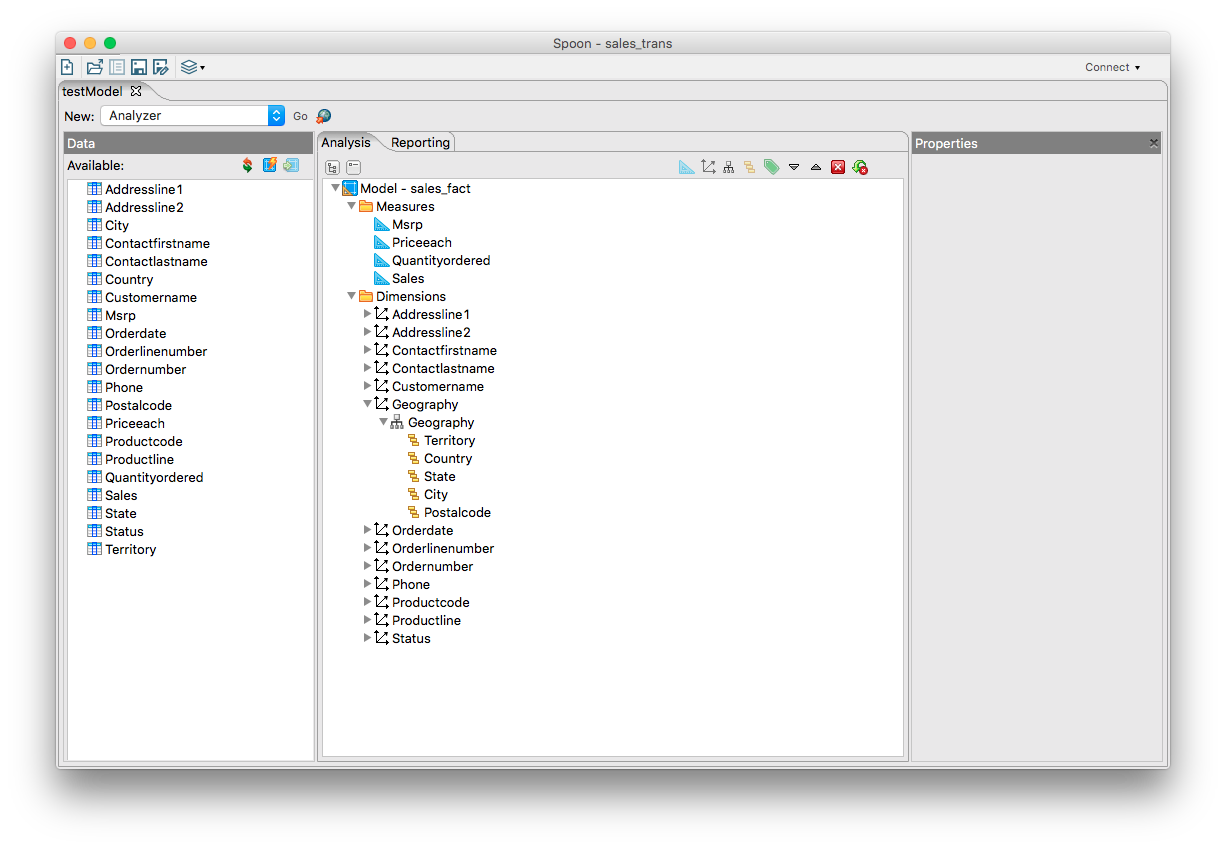 Spoon - sales_trans
Connect
testModel
New: Analyzer Go
Data
Available:
Addressline1
Addressline2
City
Contactfirstname
Contactlastname
Country
Customername
Msrp
Orderdate
Orderlinenumber
Ordernumber
Phone
Postalcode
Priceeach
Productcode
Productline
Quantityordered
Sales
State
Status
Territory
Analysis Reporting
Model - sales_fact
Measures
Msrp
Priceeach
Quantityordered
Sales
Dimensions
Addressline1
Addressline2
Contactfirstname
Contactlastname
Customername
Geography
Geography
Territory
Country
State
City
Postalcode
Orderdate
Orderlinenumber
Ordernumber
Phone
Productcode
Productline
Status
Properties